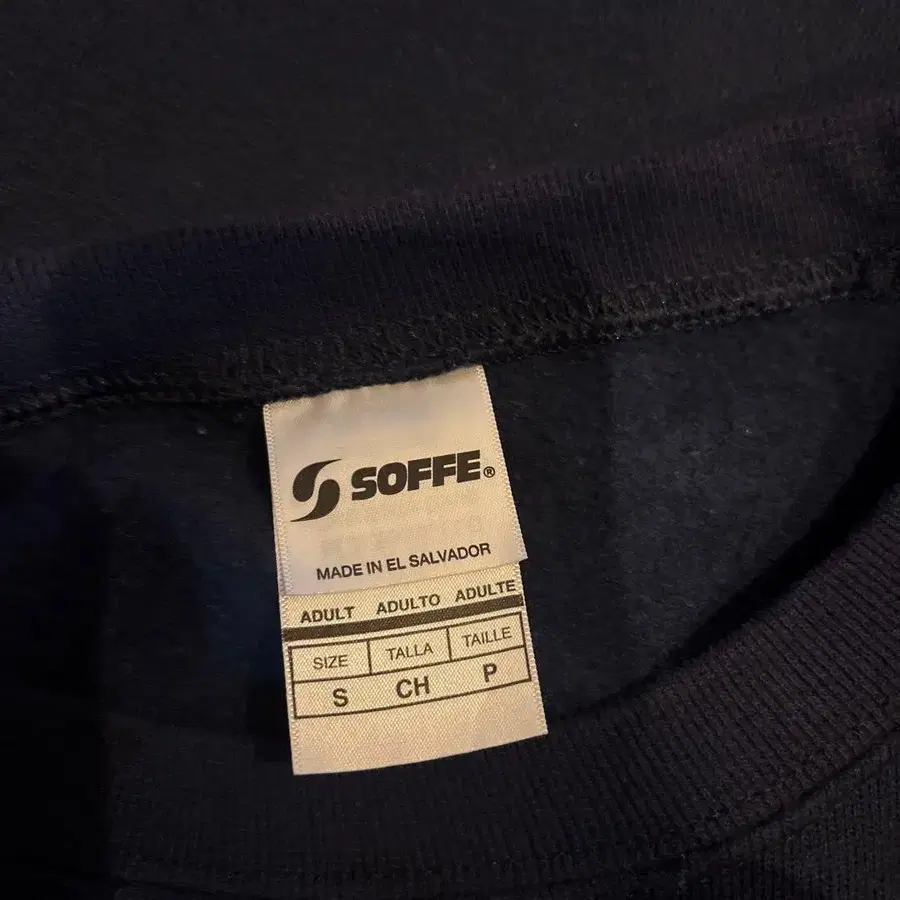 SOFFE®
MADE IN EL SALVADOR
ADULT ADULTO ADULTE
SIZE TALLA TAILLE
S CH P